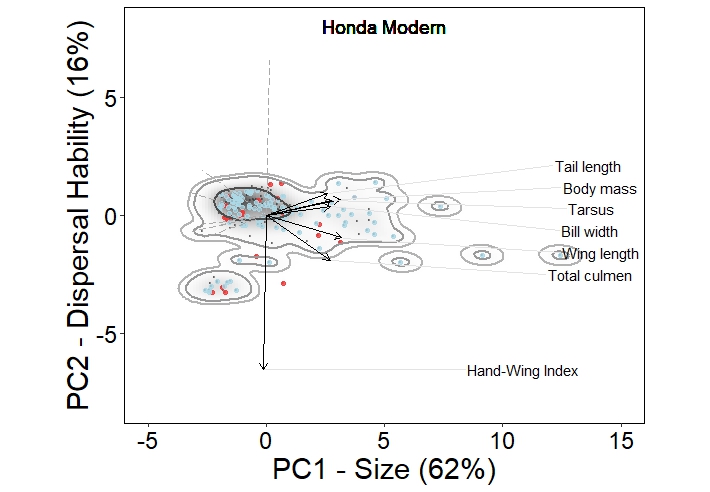 Honda Modern
PC2 - Dispersal Hability (16%)
5
0
-5
Tail length
Body mass
Tarsus
Bill width
Wing length
Total culmen
Hand-Wing Index
-5
0
5
10
15
PC1 - Size (62%)